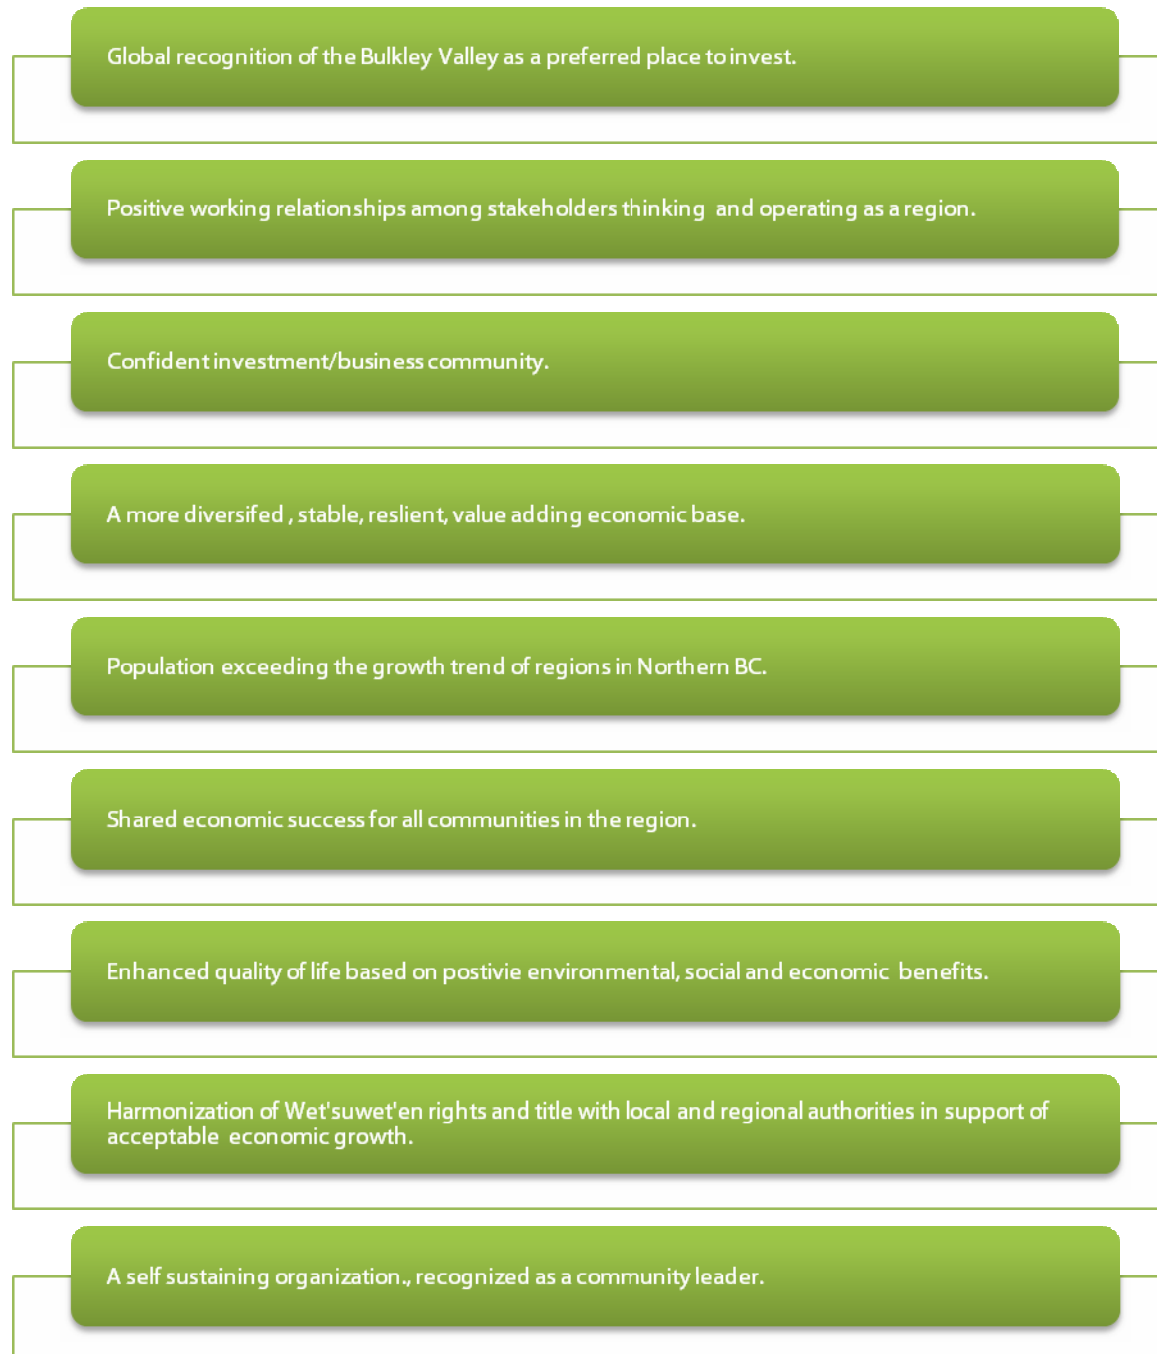 Global recognition of the Bulkley Valley as a preferred place to invest.
Positive working relationships among stakeholders thinking and operating as a region.
Confident investment/business community.
A more diversifed , stable, reslient, value adding economic base.
Population exceeding the growth trend of regions in Northern BC.
Shared economic success for all communities in the region.
Enhanced quality of life based on postivie environmental, social and economic benefits.
Harmonization of Wet'suwet'en rights and title with local and regional authorities in support of
acceptable economic growth.
A self sustaining organization., recognized as a community leader.